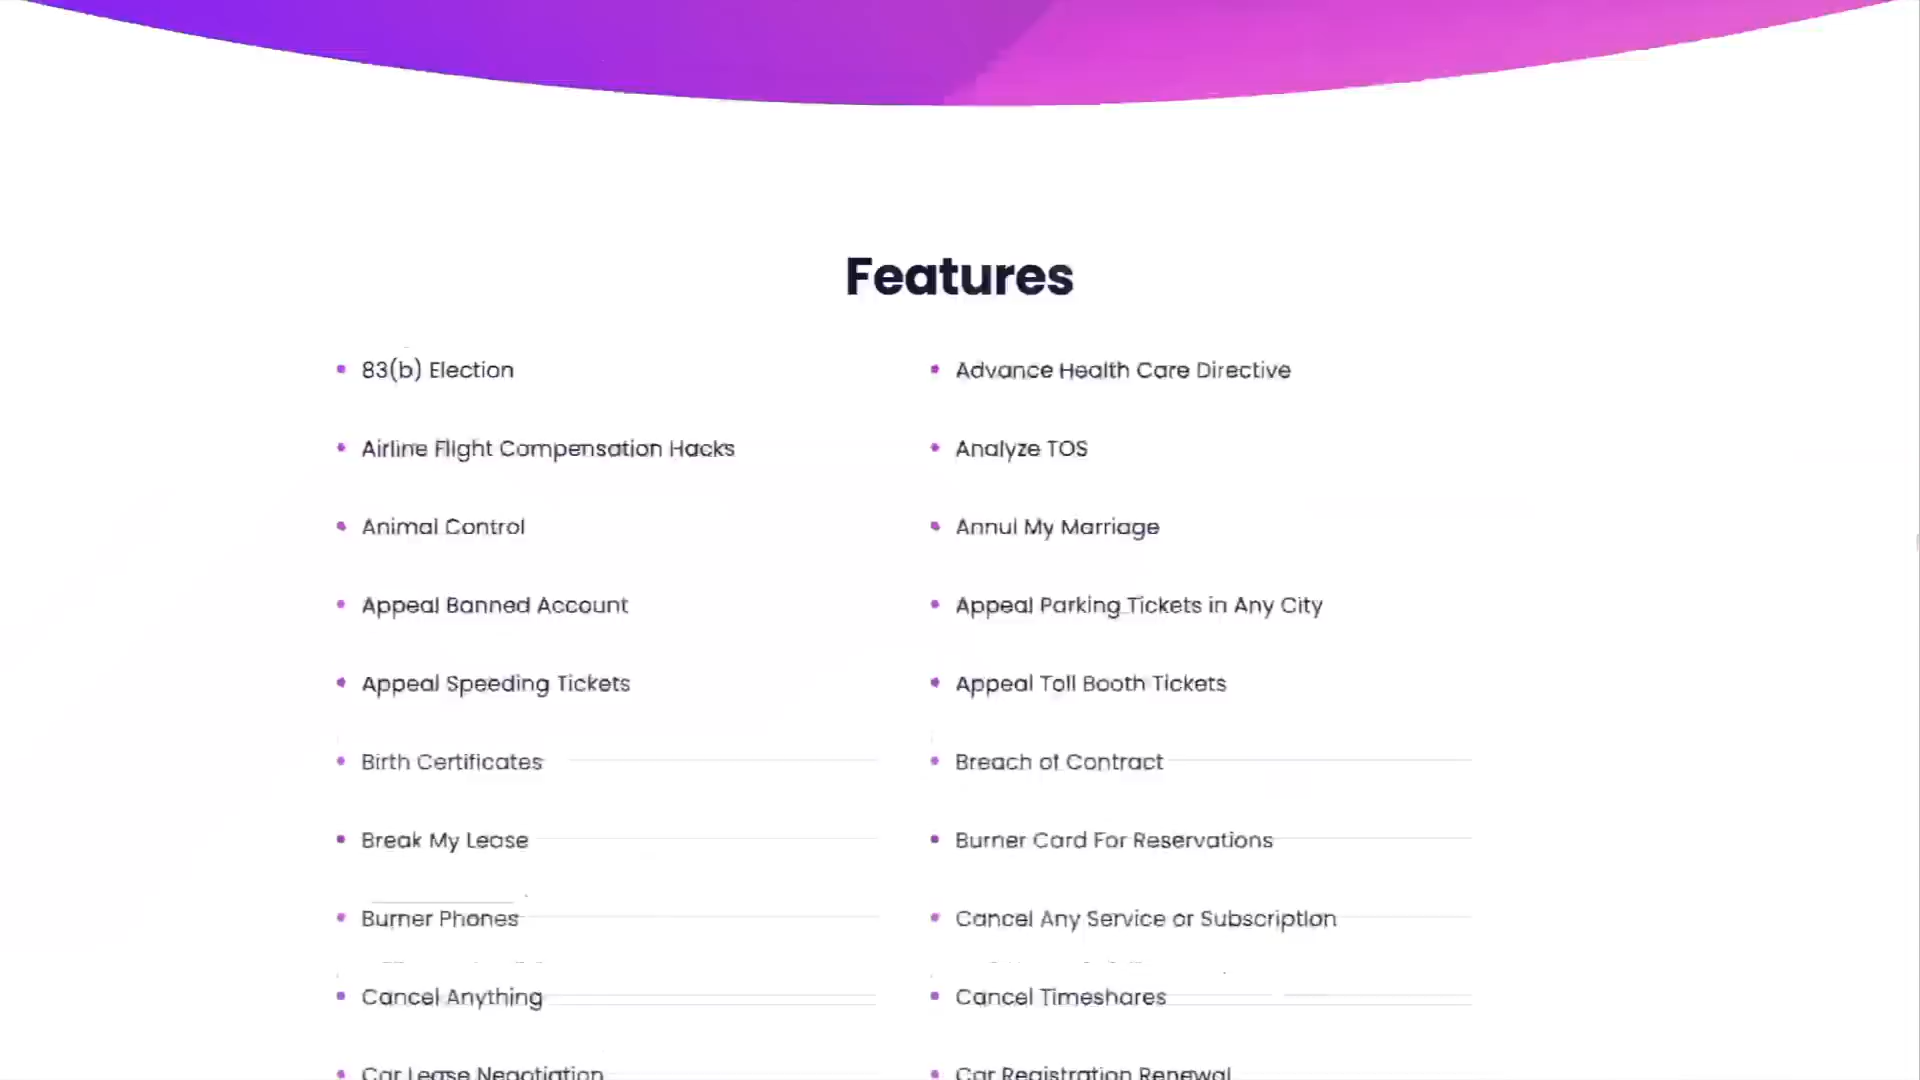 Features
83(b) Election
Advance Health Care Directive
Airline Flight Compensation Hacks
Analyze TOS
Animal Control
Annul My Marriage
Appeal Banned Account
Appeal Parking Tickets in Any City
Appeal Speeding Tickets
Appeal Toll Booth Tickets
Birth Certificates
Breach of Contract
Break My Lease
Burner Card For Reservations
Burner Phones
Cancel Any Service or Subscription
Cancel Anything
Cancel Timeshares
Car Lease Negotiation
Car Registration Renewal